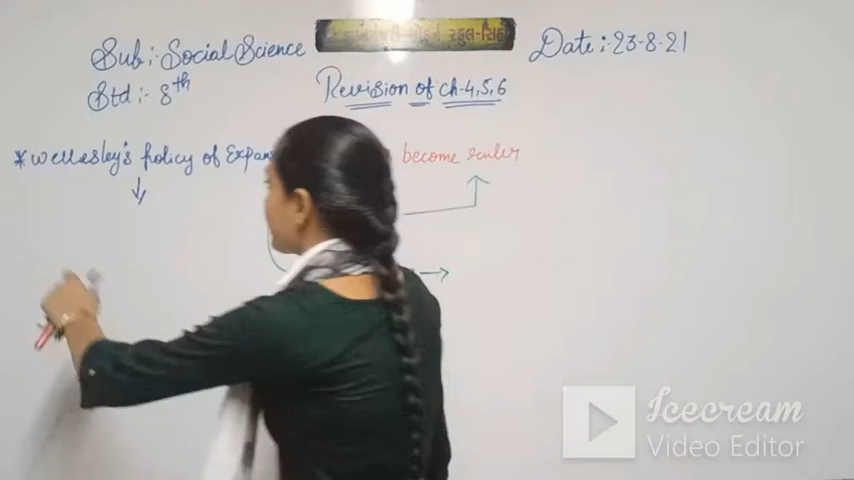 Sub :- Social Science
Date :- 23-8-21
Std :- 8th
Revision of ch-4,5,6
*Wellesley's policy of
become ruler
Icecream
Video Editor